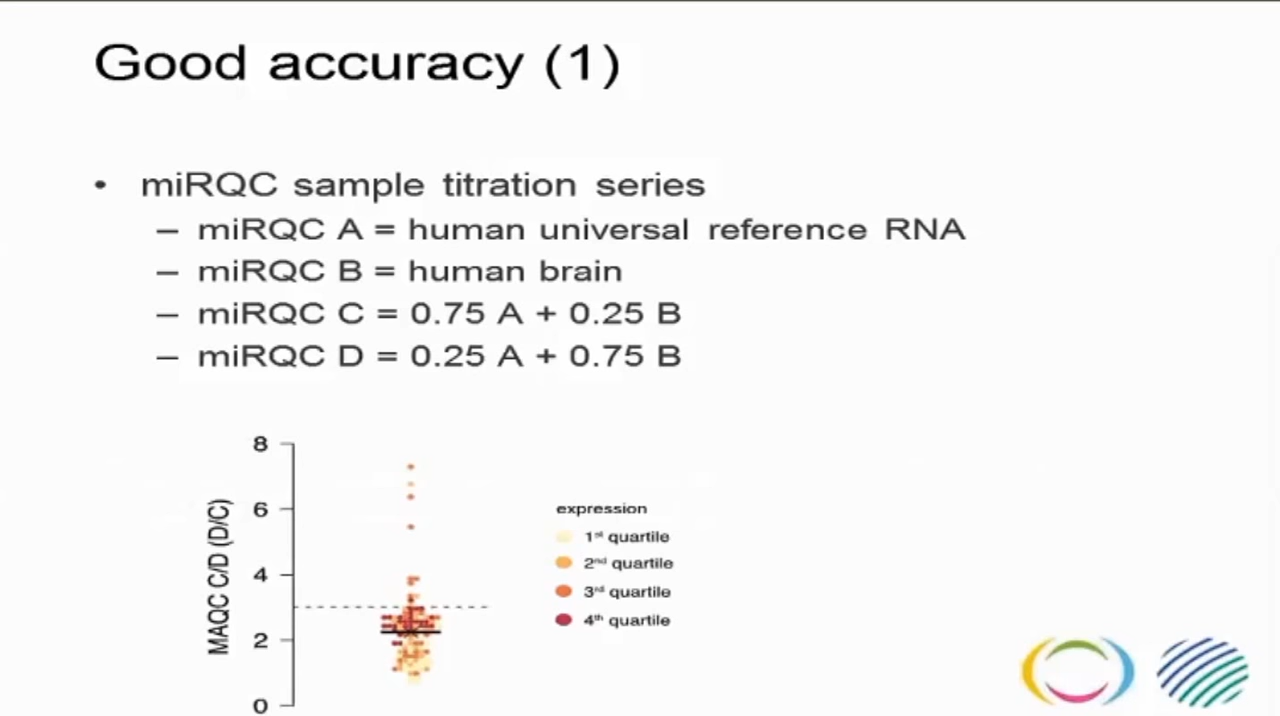 Good accuracy (1)
• miRQC sample titration series
– miRQC A = human universal reference RNA
– miRQC B = human brain
– miRQC C = 0.75 A + 0.25 B
– miRQC D = 0.25 A + 0.75 B
MAQC C/D (D/C)
8
6
4
2
0
expression
1st quartile
2nd quartile
3rd quartile
4th quartile